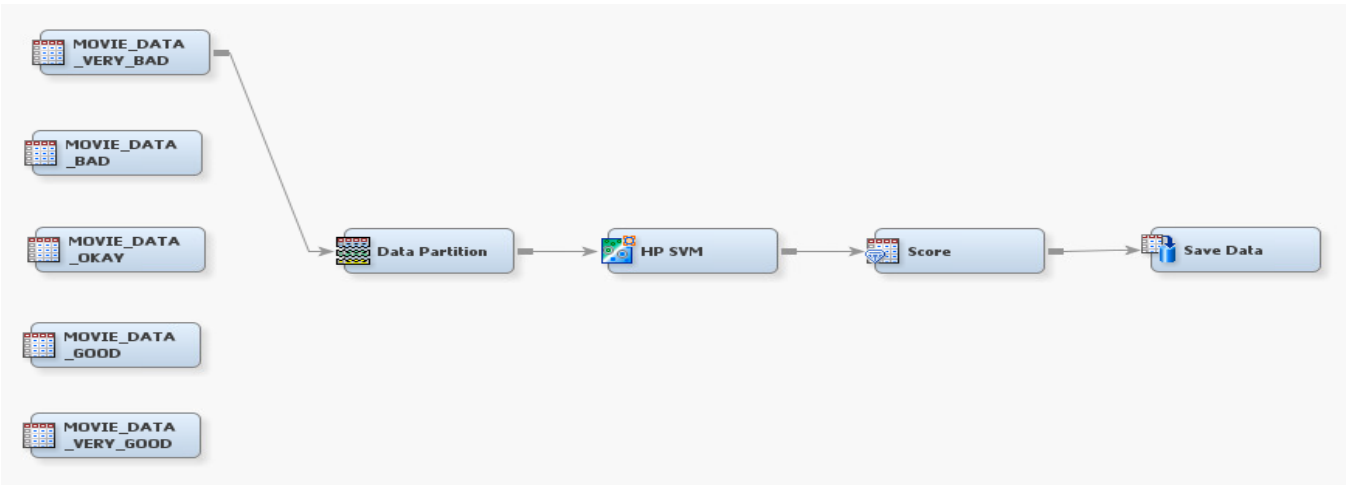 MOVIE_DATA
_VERY_BAD
MOVIE_DATA
_BAD
MOVIE_DATA
_OKAY
Data Partition
HP SVM
Score
Save Data
MOVIE_DATA
_GOOD
MOVIE_DATA
_VERY_GOOD